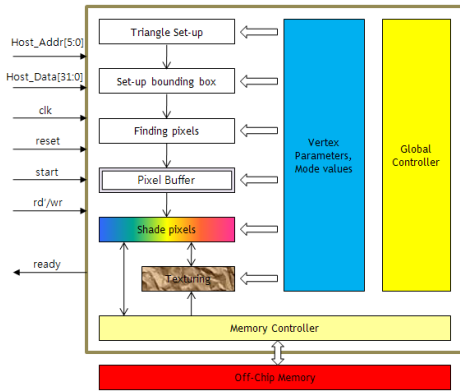 Host_Addr[5:0]
Host_Data[31:0]
clk
reset
start
rd'/wr
ready
Triangle Set-up
Set-up bounding box
Finding pixels
Pixel Buffer
Shade pixels
Texturing
Vertex
Parameters,
Mode values
Global
Controller
Memory Controller
Off-Chip Memory